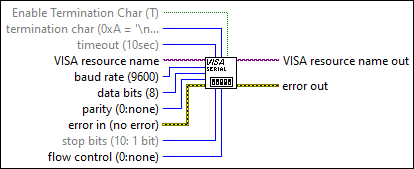 Enable Termination Char (T)
termination char (0xA = '\n...
timeout (10sec)
VISA resource name
baud rate (9600)
data bits (8)
parity (0:none)
error in (no error)
stop bits (10: 1 bit)
flow control (0:none)
VISA
SERIAL
VISA resource name out
error out